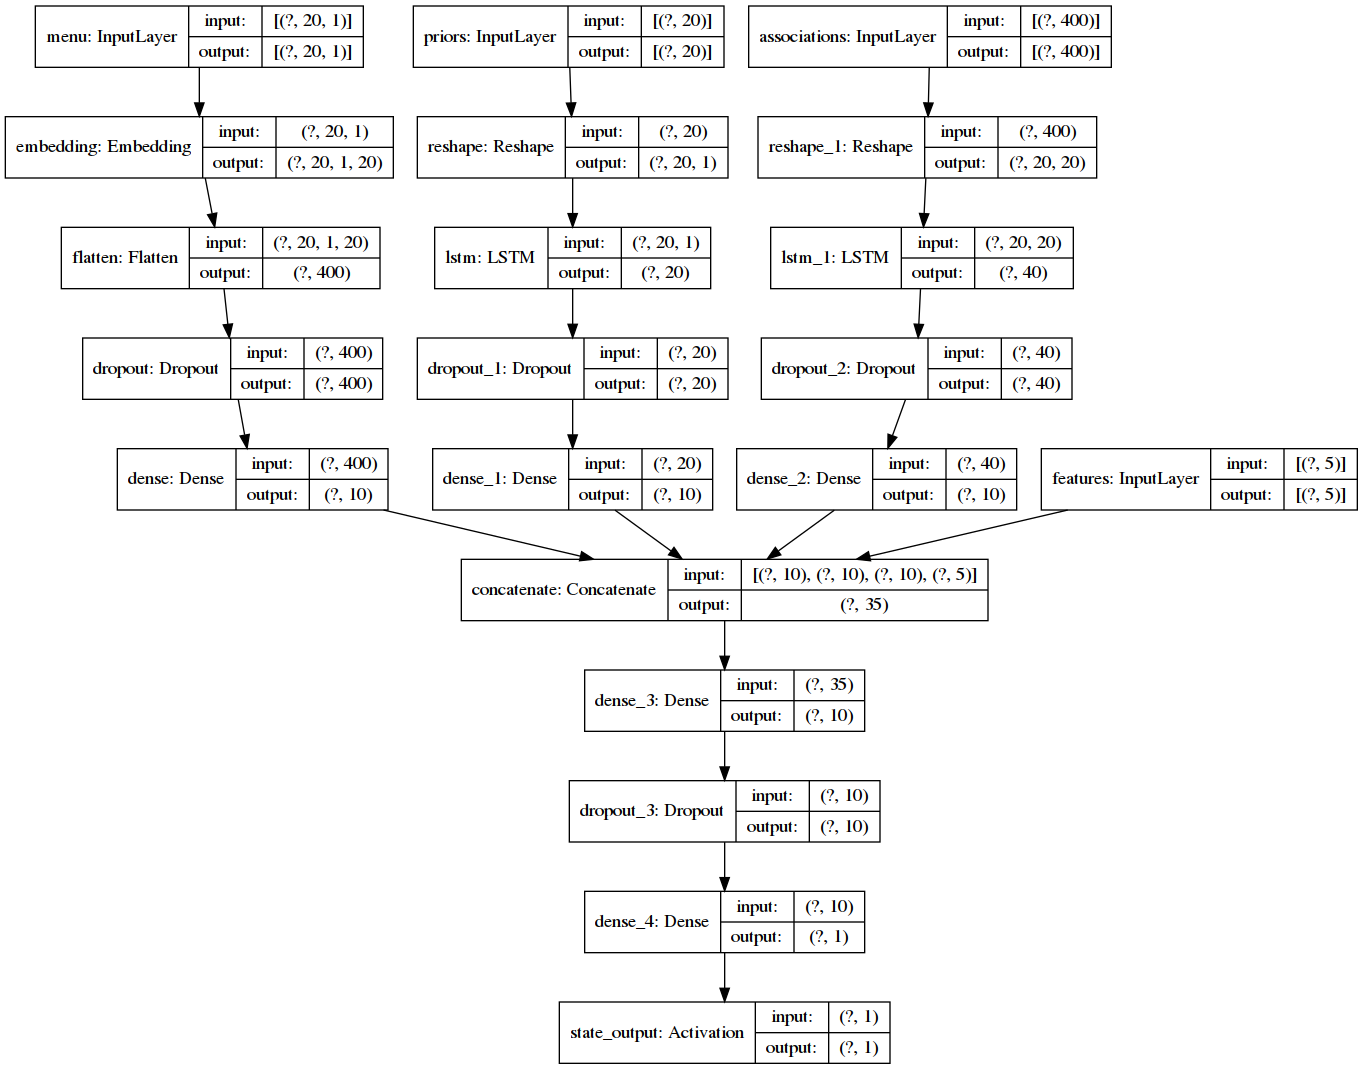 menu: InputLayer
input: [(?, 20, 1)]
output: [(?, 20, 1)]
priors: InputLayer
input: [(?, 20)]
output: [(?, 20)]
associations: InputLayer
input: [(?, 400)]
output: [(?, 400)]
embedding: Embedding
input: (?, 20, 1)
output: (?, 20, 1, 20)
reshape: Reshape
input: (?, 20)
output: (?, 20, 1)
reshape_1: Reshape
input: (?, 400)
output: (?, 20, 20)
flatten: Flatten
input: (?, 20, 1, 20)
output: (?, 400)
lstm: LSTM
input: (?, 20, 1)
output: (?, 20)
lstm_1: LSTM
input: (?, 20, 20)
output: (?, 40)
dropout: Dropout
input: (?, 400)
output: (?, 400)
dropout_1: Dropout
input: (?, 20)
output: (?, 20)
dropout_2: Dropout
input: (?, 40)
output: (?, 40)
dense: Dense
input: (?, 400)
output: (?, 10)
dense_1: Dense
input: (?, 20)
output: (?, 10)
dense_2: Dense
input: (?, 40)
output: (?, 10)
features: InputLayer
input: [(?, 5)]
output: [(?, 5)]
concatenate: Concatenate
input: [(?, 10), (?, 10), (?, 10), (?, 5)]
output: (?, 35)
dense_3: Dense
input: (?, 35)
output: (?, 10)
dropout_3: Dropout
input: (?, 10)
output: (?, 10)
dense_4: Dense
input: (?, 10)
output: (?, 1)
state_output: Activation
input: (?, 1)
output: (?, 1)